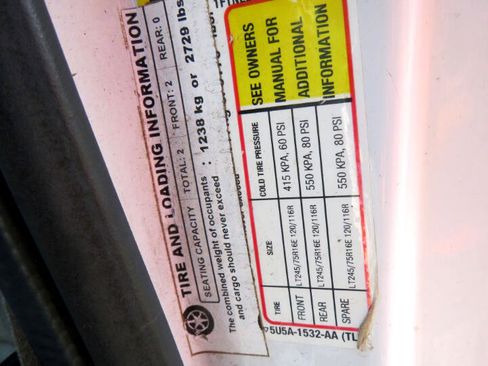 TIRE AND LOADING INFORMATION
SEATING CAPACITY TOTAL: 2 FRONT: 2 REAR: 0
The combined weight of occupants : 1238 kg or 2729 lbs
and cargo should never exceed
TIRE SIZE COLD TIRE PRESSURE SEE OWNERS
FRONT LT245/75R16E 120/116R 415 KPA, 60 PSI MANUAL FOR
REAR LT245/75R16E 120/116R 550 KPA, 80 PSI ADDITIONAL
SPARE LT245/75R16E 120/116R 550 KPA, 80 PSI INFORMATION
5U5A-1532-AA (TL